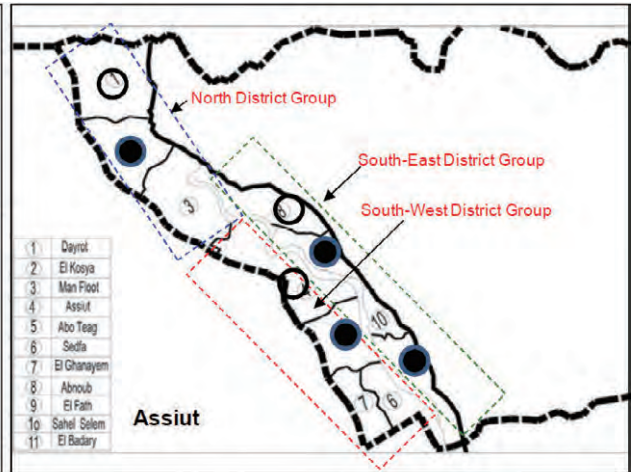 North District Group
South-East District Group
South-West District Group
3
10
7
6
1 Dayrot
2 El Kosya
3 Man Floot
4 Assiut
5 Abo Teag
6 Sedfa
7 El Ghanayem
8 Abnoub
9 El Fath
1o Sahel Selem
11 El Badary
Assiut